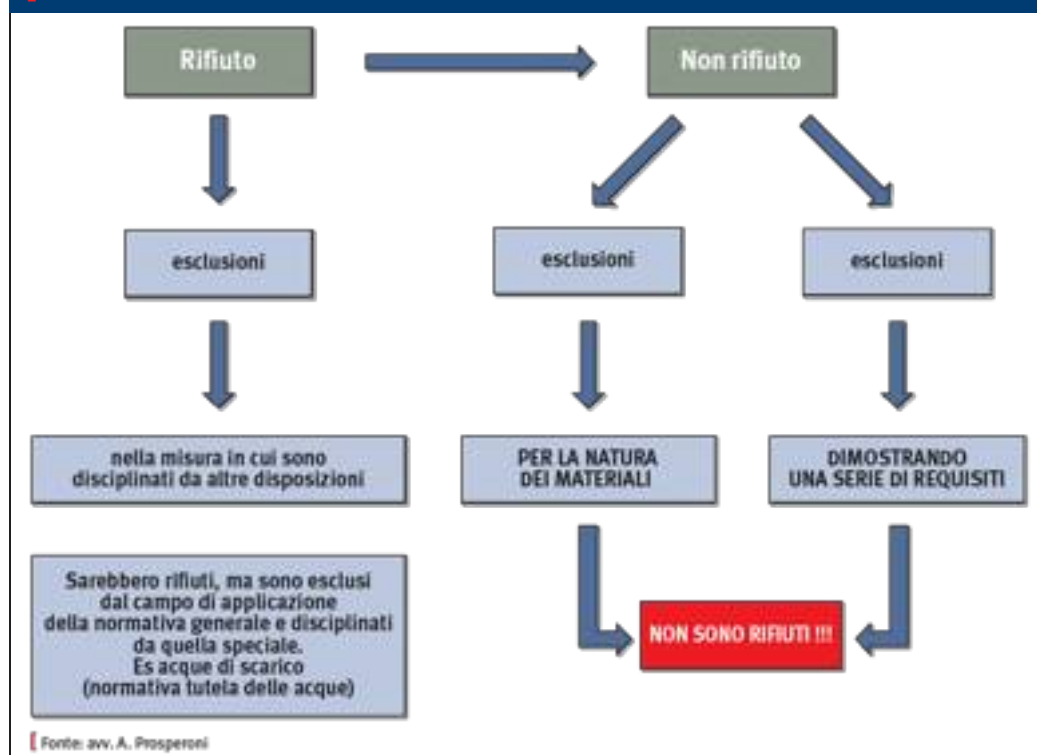 Rifiuto
Non rifiuto
esclusioni
esclusioni
esclusioni
nella misura in cui sono
disciplinati da altre disposizioni
PER LA NATURA
DEI MATERIALI
DIMOSTRANDO
UNA SERIE DI REQUISITI
Sarebbero rifiuti, ma sono esclusi
dal campo di applicazione
della normativa generale e disciplinati
da quella speciale.
Es acque di scarico
(normativa tutela delle acque)
NON SONO RIFIUTI !!!
[ Fonte: avv. A. Prosperoni